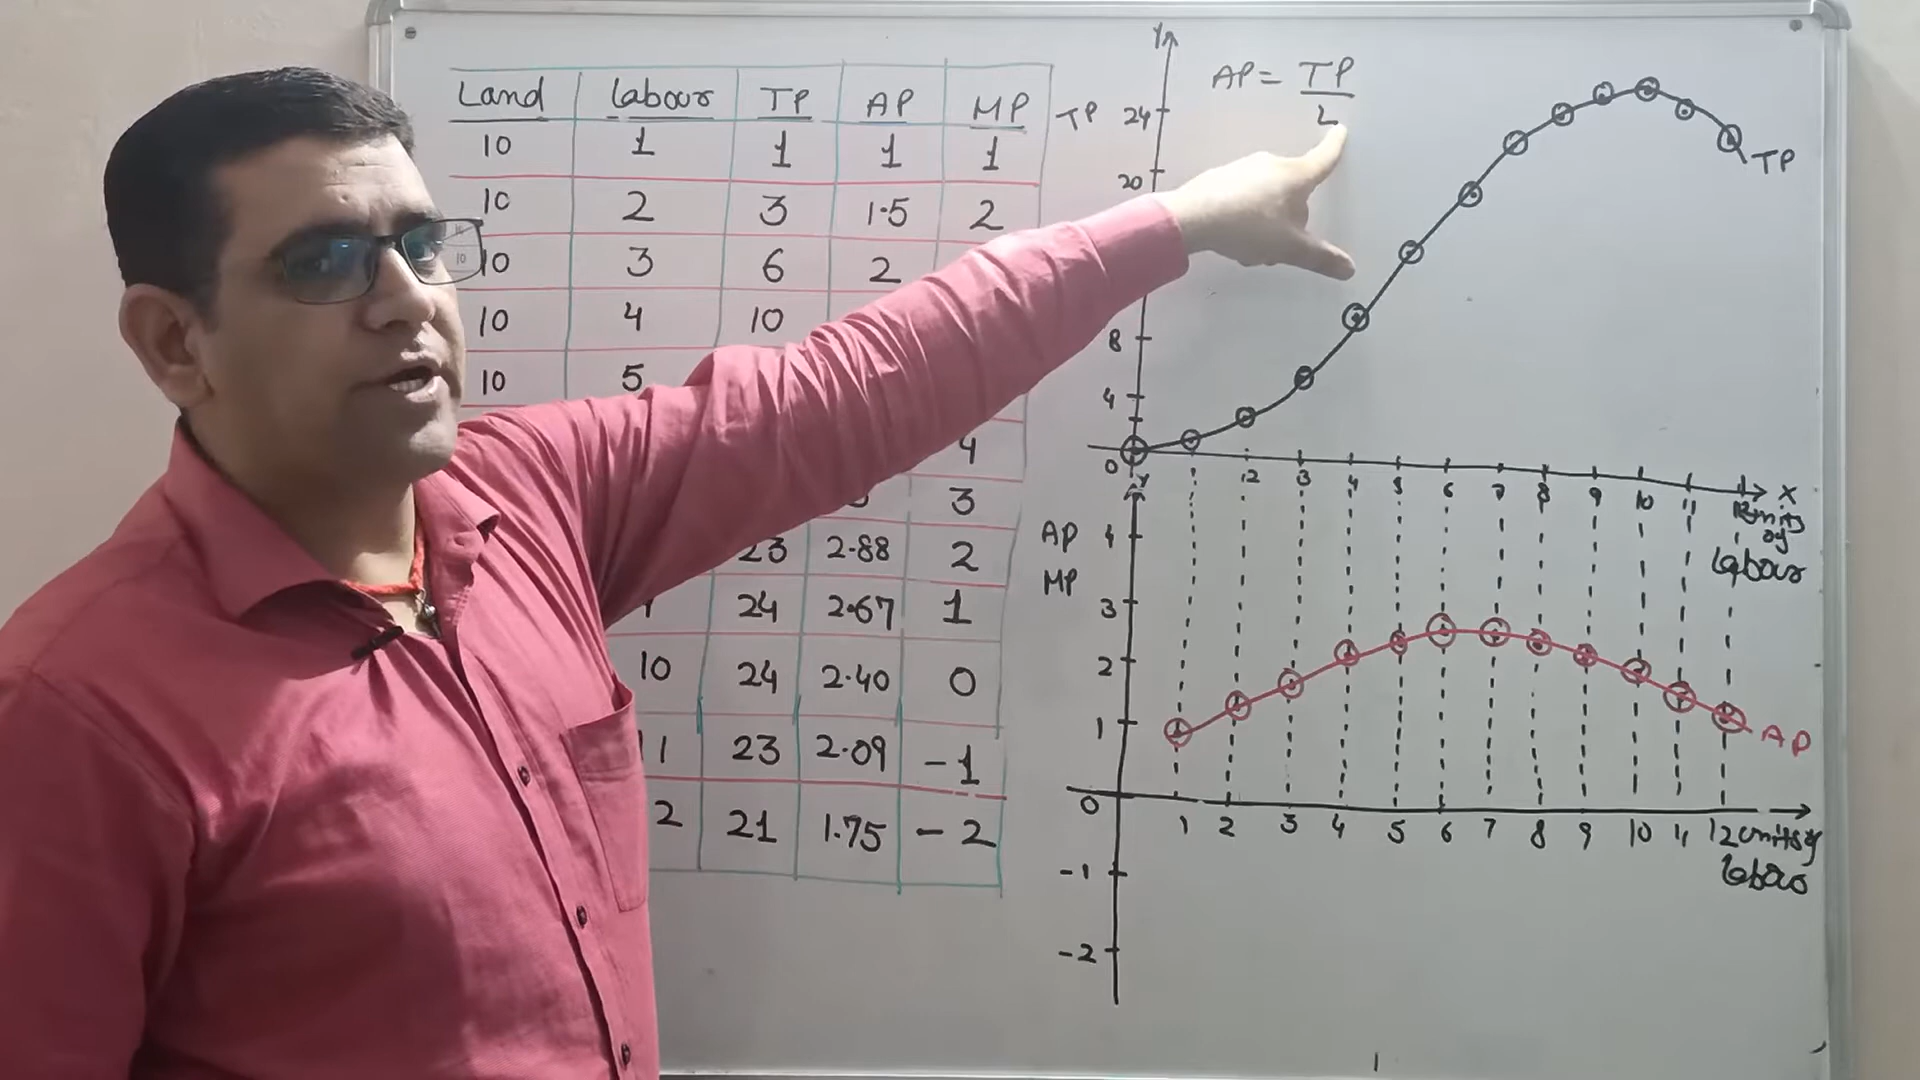 Land Labour TP AP MP
10 1 1 1 1
10 2 3 1.5 2
10 3 6 2
10 4 10
10 5
4
3
23 2.88 2
24 2.67 1
10 24 2.40 0
11 23 2.09 -1
2 21 1.75 -2
Y
AP = TP
L
TP
24
20
8
4
0
TP
2 3 4 5 6 7 8 9 10 11 12 X
units
of
Labour
y
AP
MP
4
3
2
1
0
-1
-2
AP
1 2 3 4 5 6 7 8 9 10 11 12 units of
Labour